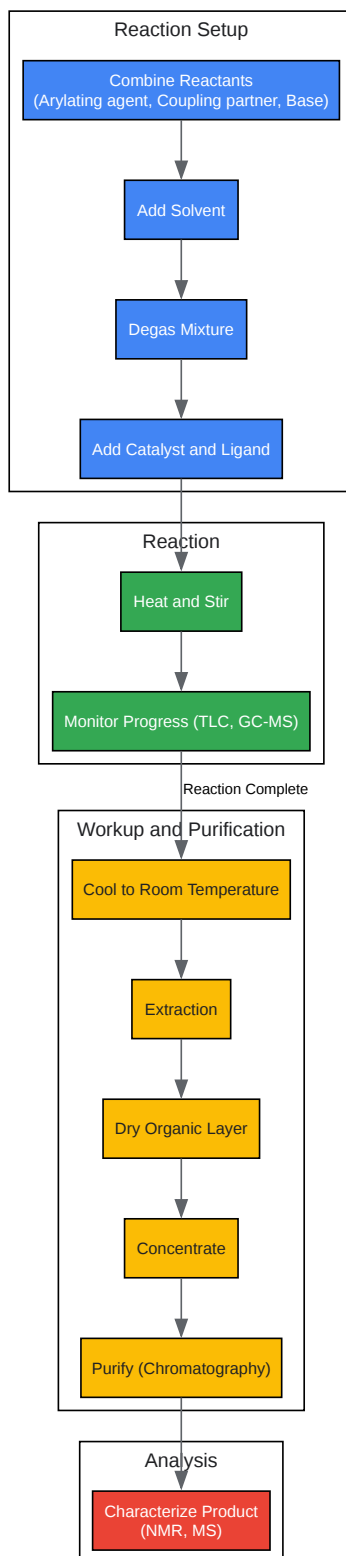 Reaction Setup
Combine Reactants
(Arylating agent, Coupling partner, Base)
Add Solvent
Degas Mixture
Add Catalyst and Ligand
Reaction
Heat and Stir
Monitor Progress (TLC, GC-MS)
Reaction Complete
Workup and Purification
Cool to Room Temperature
Extraction
Dry Organic Layer
Concentrate
Purify (Chromatography)
Analysis
Characterize Product
(NMR, MS)